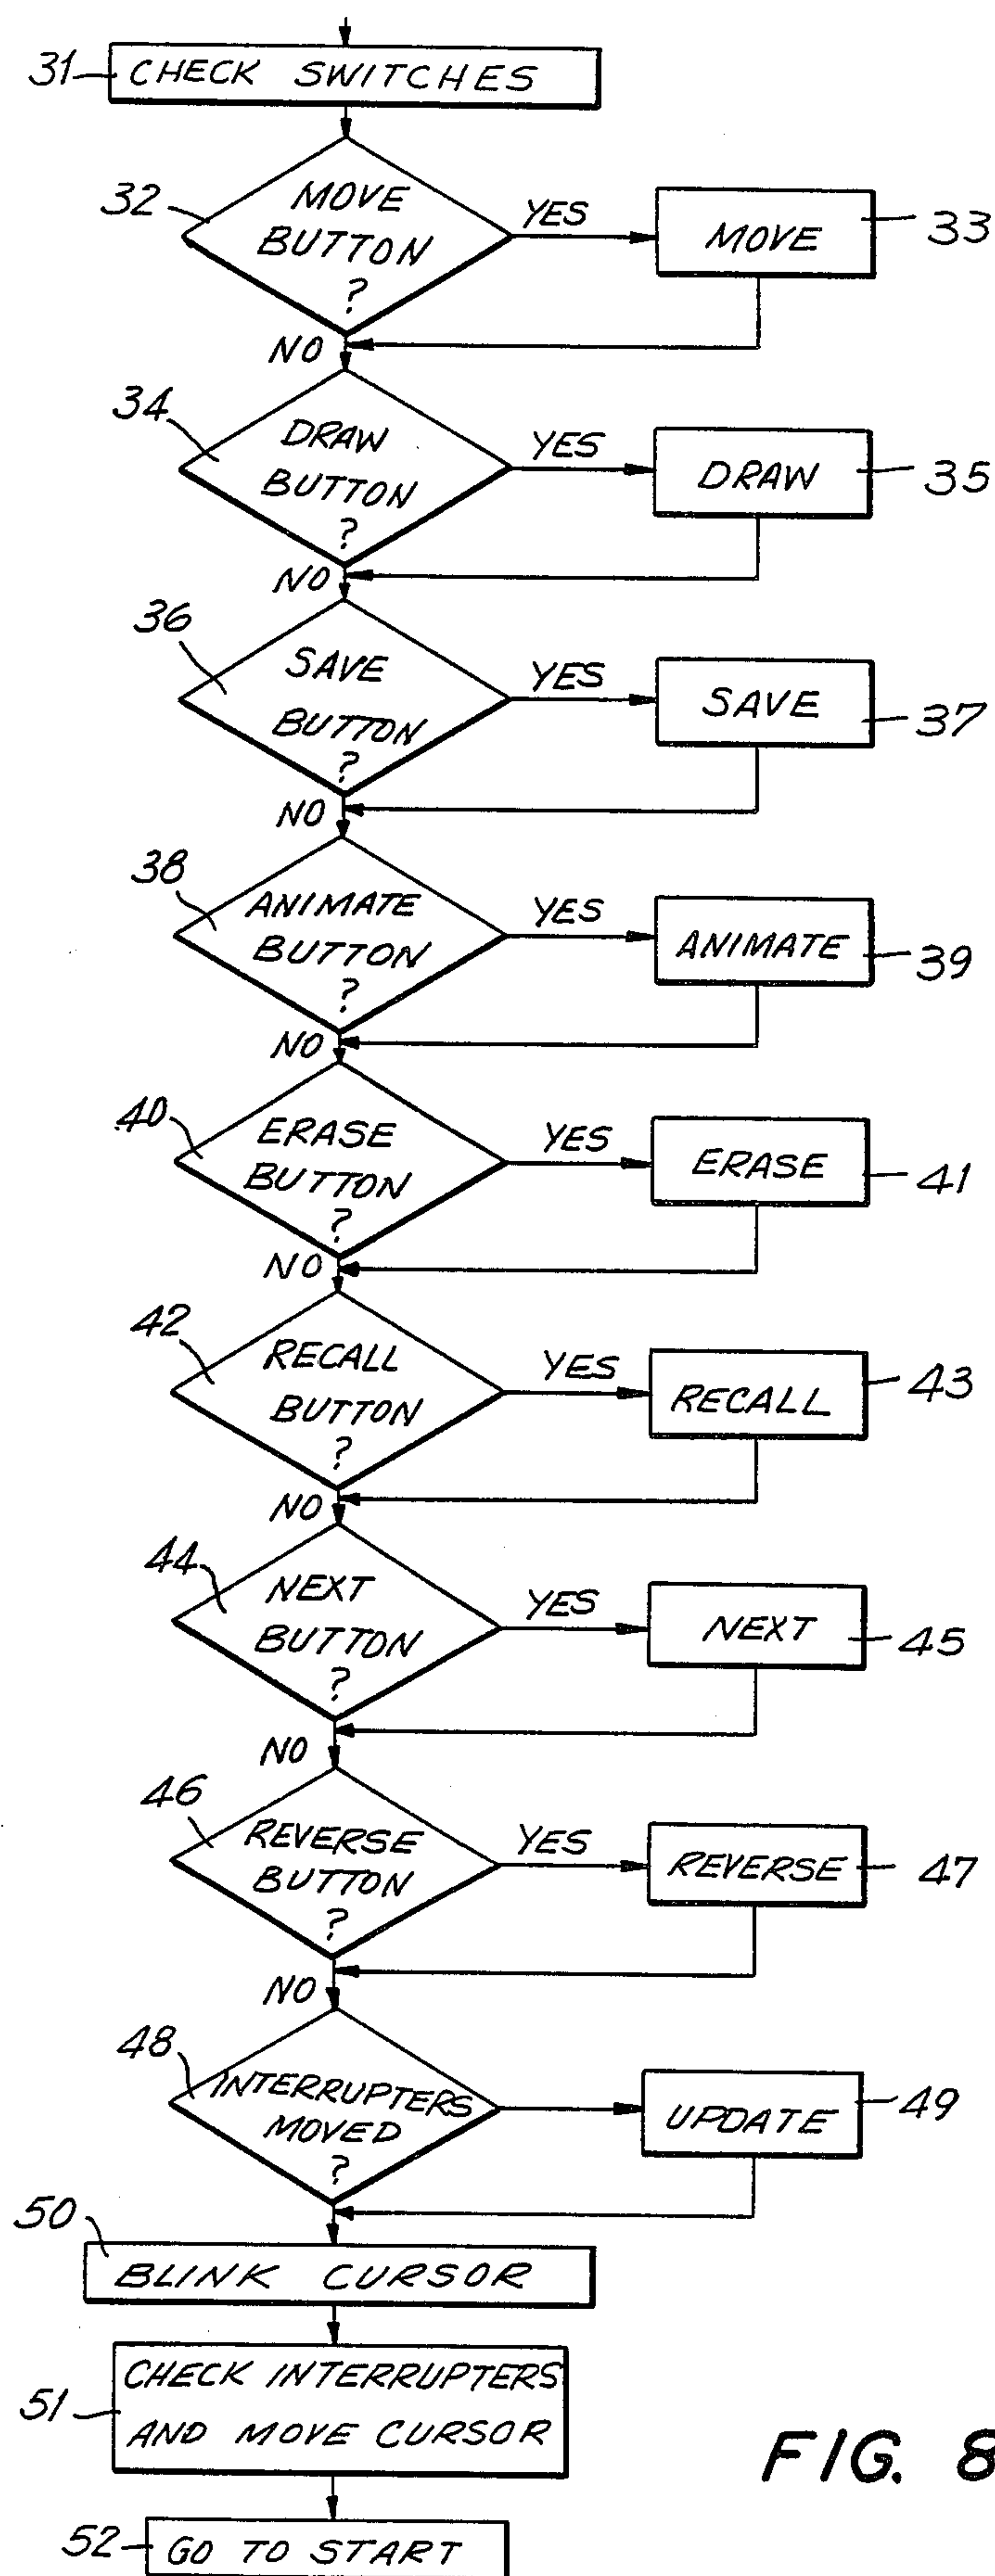 31 CHECK SWITCHES
32 MOVE
BUTTON
?
YES
MOVE
33
NO
34 DRAW
BUTTON
?
YES
DRAW
35
NO
36 SAVE
BUTTON
?
YES
SAVE
37
NO
38 ANIMATE
BUTTON
?
YES
ANIMATE
39
NO
40 ERASE
BUTTON
?
YES
ERASE
41
NO
42 RECALL
BUTTON
?
YES
RECALL
43
NO
44 NEXT
BUTTON
?
YES
NEXT
45
NO
46 REVERSE
BUTTON
?
YES
REVERSE
47
NO
48 INTERRUPTERS
MOVED
?
UPDATE
49
50 BLINK CURSOR
51 CHECK INTERRUPTERS
AND MOVE CURSOR
52 GO TO START
FIG. 8